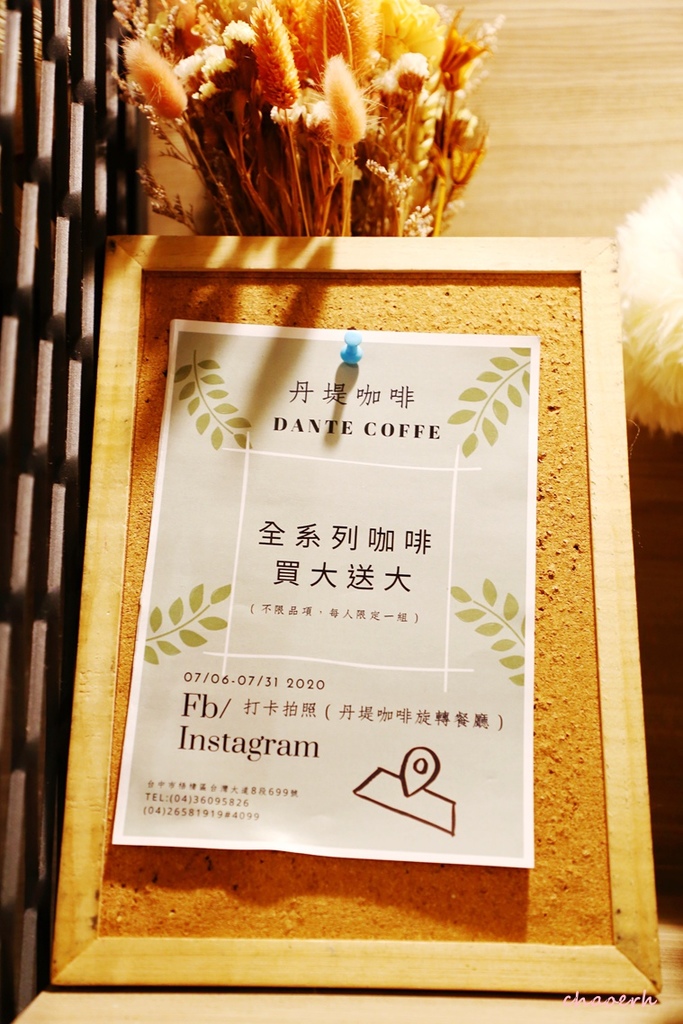 丹堤咖啡
DANTE COFFE
全系列咖啡
買大送大
(不限品項,每人限定一組)
07/06-07/31 2020
Fb/ 打卡拍照(丹堤咖啡旋轉餐廳)
Instagram
台中市梧棲區台灣大道8段699號
TEL:(04)36095826
(04)26581919#4099
chaoerh